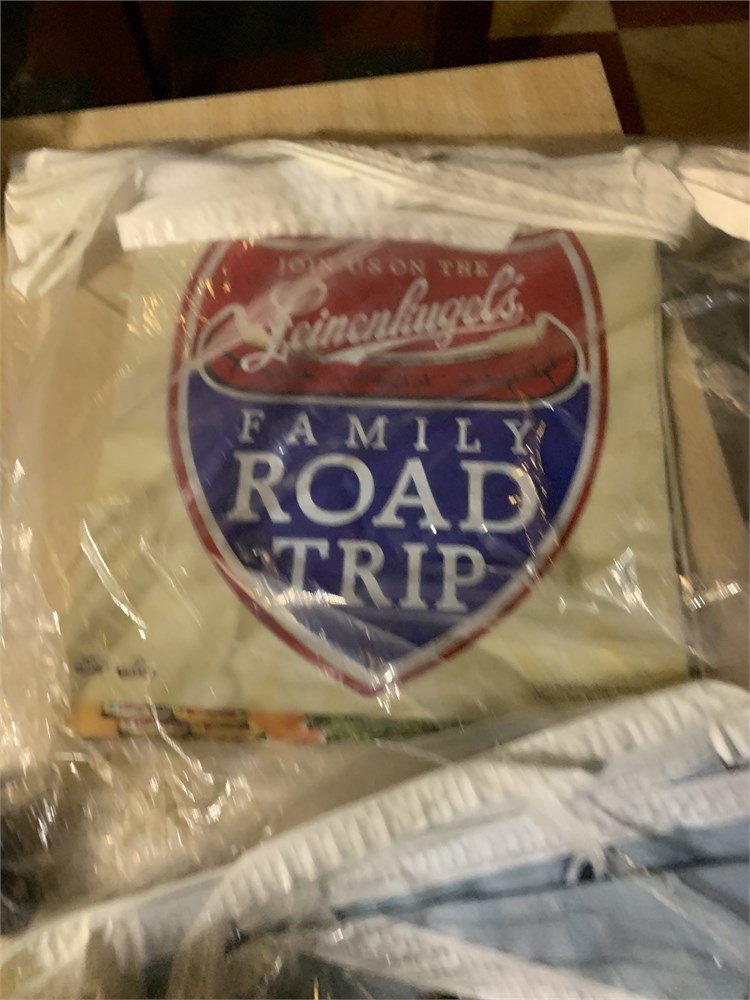 JOIN US ON THE
Leinenkugel's
FAMILY
ROAD
TRIP